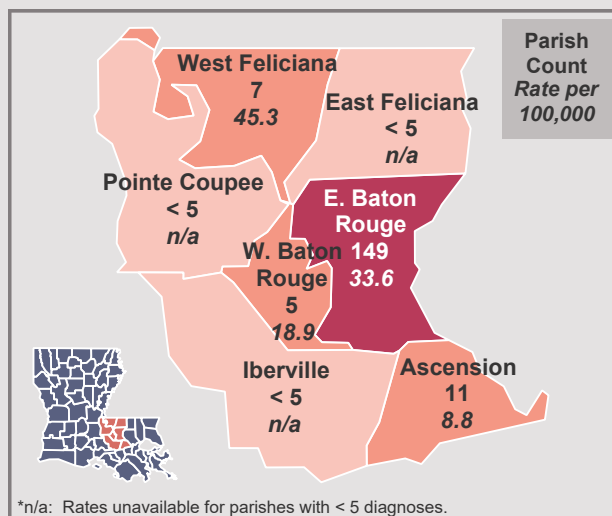 Parish
Count
Rate per
100,000
West Feliciana
7
45.3
East Feliciana
< 5
n/a
Pointe Coupee
< 5
n/a
E. Baton
Rouge
149
33.6
W. Baton
Rouge
5
18.9
Iberville
< 5
n/a
Ascension
11
8.8
*n/a:  Rates unavailable for parishes with < 5 diagnoses.